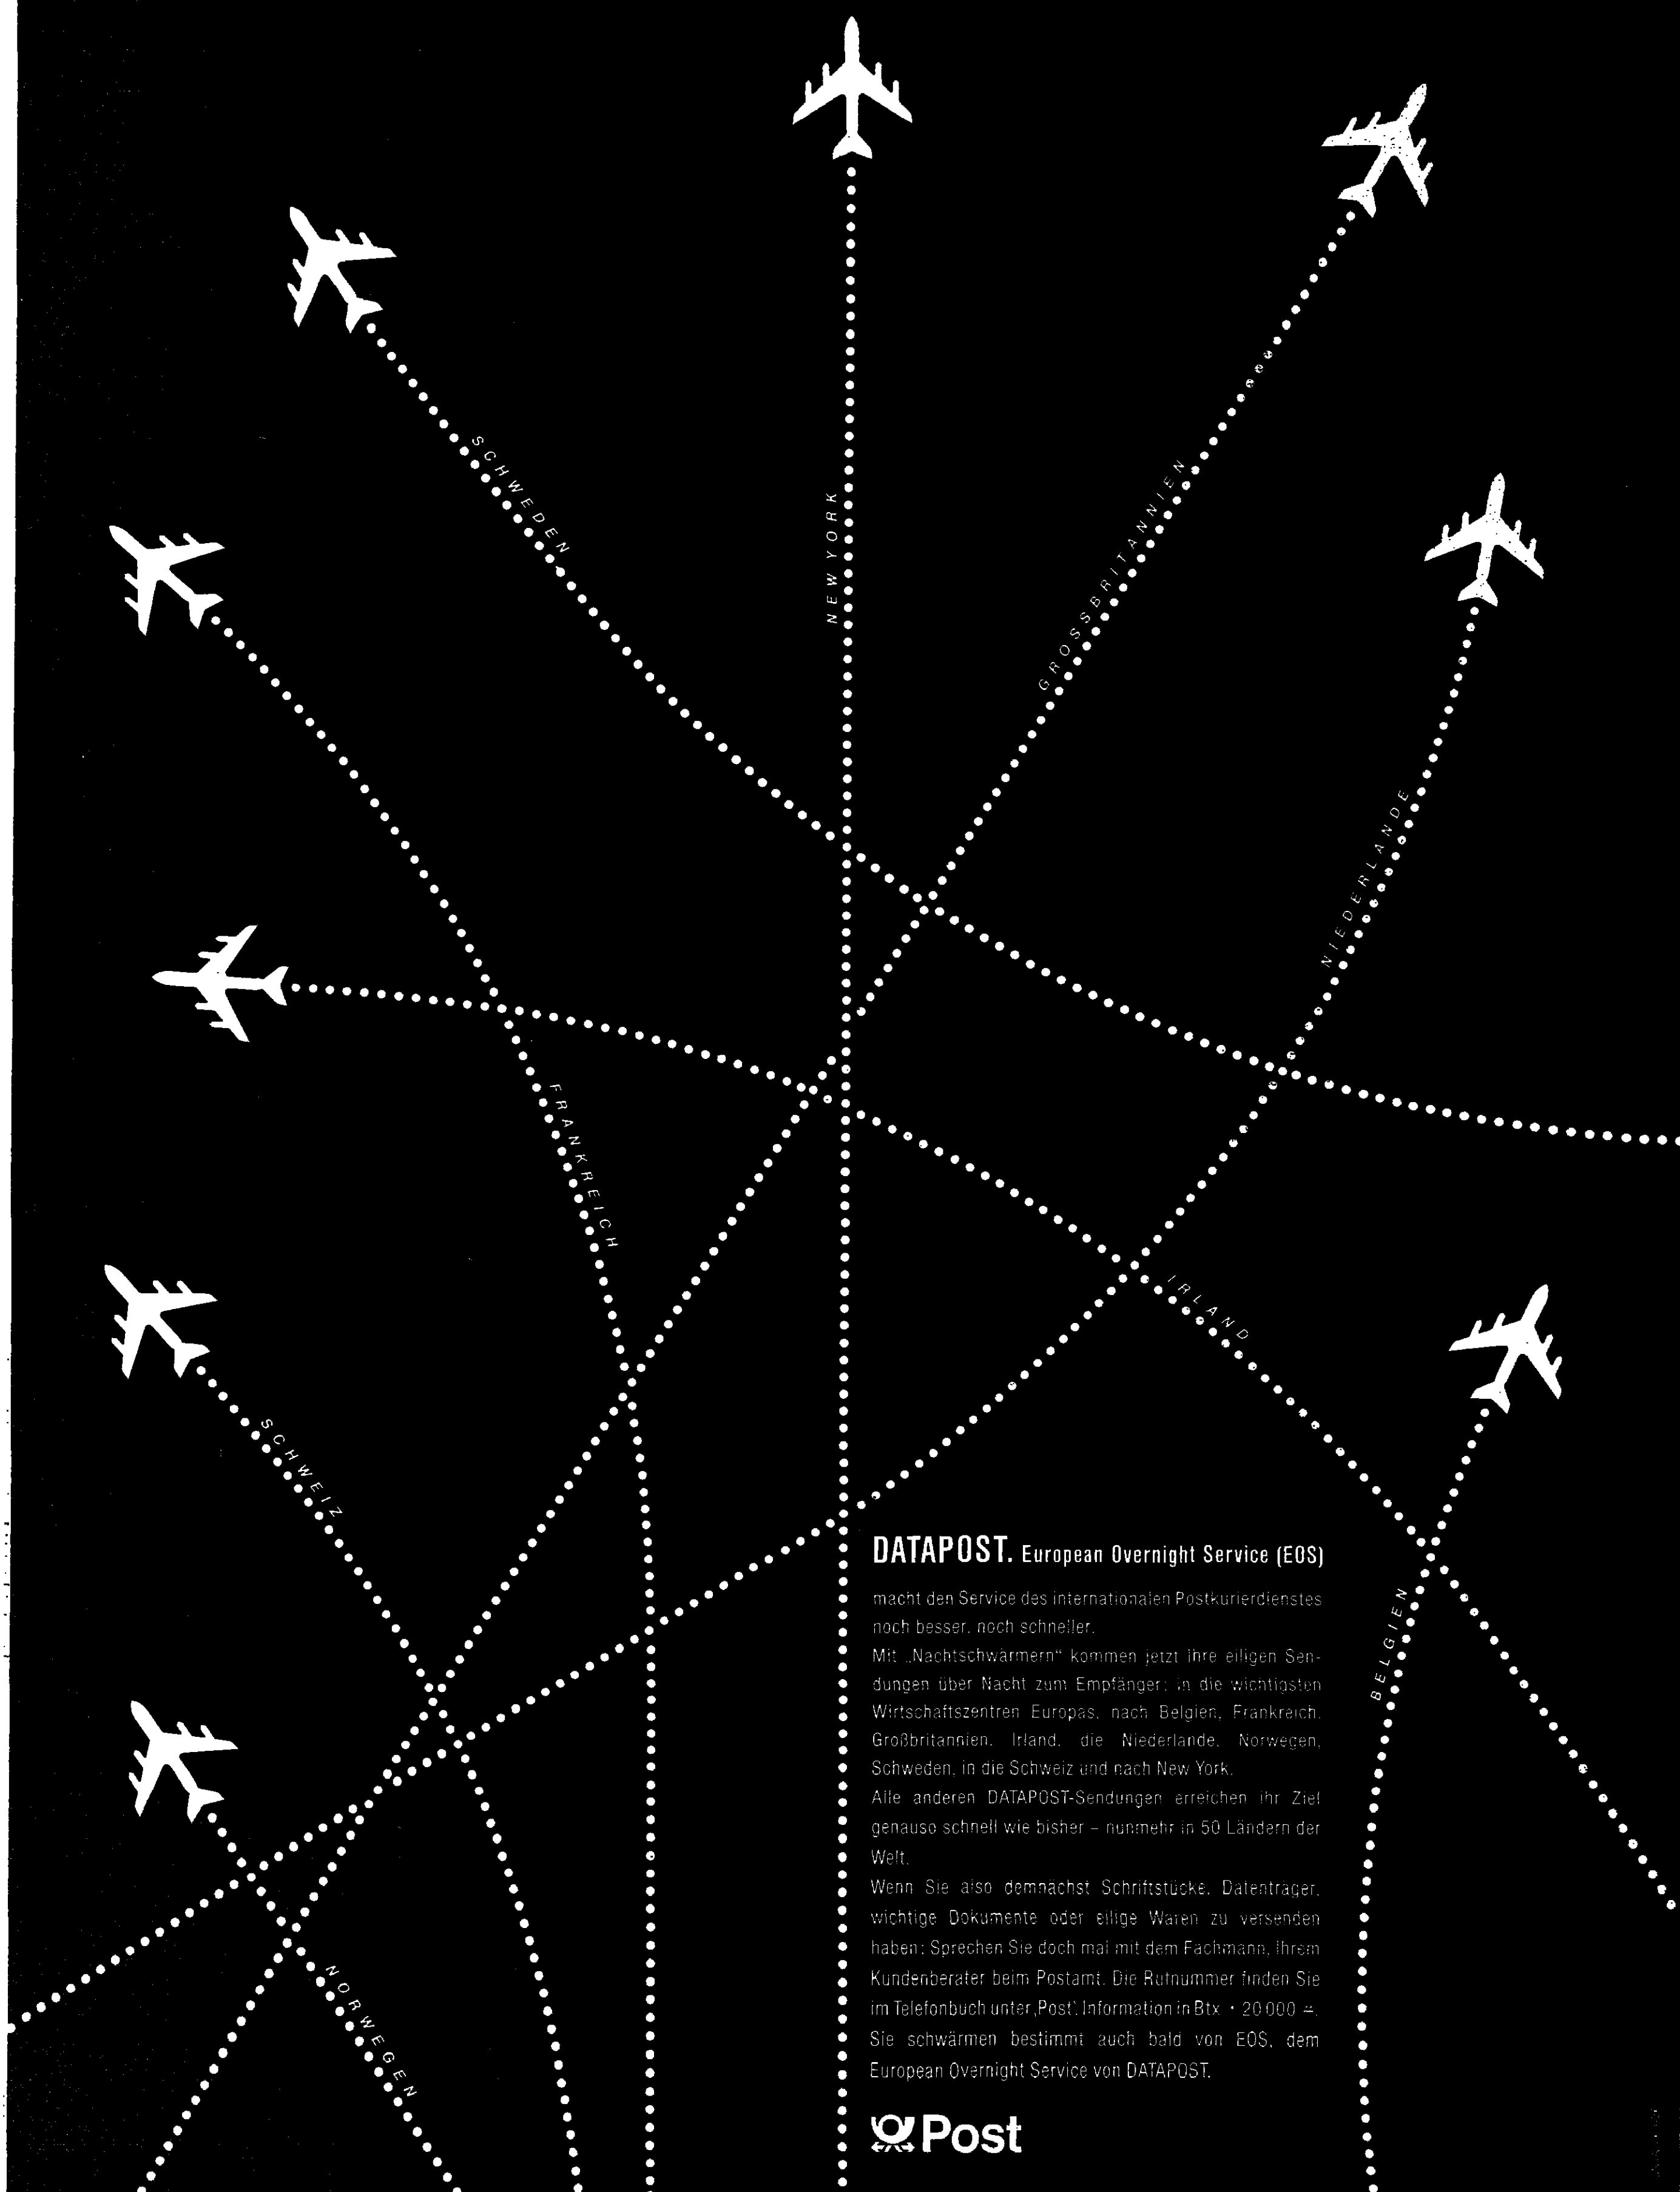 SCHWEDEN
NEW YORK
GROSSBRITANNIEN
NIEDERLANDE
FRANKREICH
IRLAND
SCHWEIZ
BELGIEN
NORWEGEN
DATAPOST. European Overnight Service (EOS)
macht den Service des internationalen Postkurierdienstes
noch besser, noch schneller.
Mit „Nachtschwärmern“ kommen jetzt Ihre eiligen Sen-
dungen über Nacht zum Empfänger: in die wichtigsten
Wirtschaftszentren Europas, nach Belgien, Frankreich,
Großbritannien, Irland, die Niederlande, Norwegen,
Schweden, in die Schweiz und nach New York.
Alle anderen DATAPOST-Sendungen erreichen ihr Ziel
genauso schnell wie bisher – nunmehr in 50 Ländern der
Welt.
Wenn Sie also demnächst Schriftstücke, Datenträger,
wichtige Dokumente oder eilige Waren zu versenden
haben: Sprechen Sie doch mal mit dem Fachmann, Ihrem
Kundenberater beim Postamt. Die Rufnummer finden Sie
im Telefonbuch unter ‚Post‘. Information in Btx * 20 000 #.
Sie schwärmen bestimmt auch bald von EOS, dem
European Overnight Service von DATAPOST.
Post